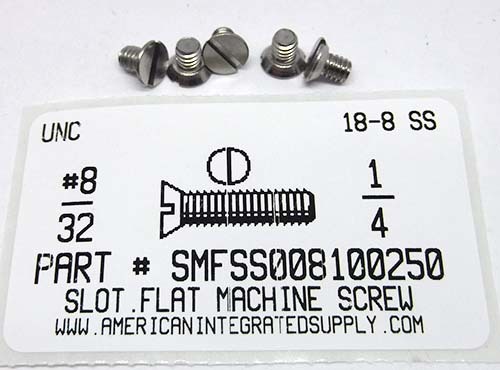 UNC 18-8 SS
#8 1
32 4
PART # SMFSS008100250
SLOT.FLAT MACHINE SCREW
WWW.AMERICANINTEGRATEDSUPPLY.COM